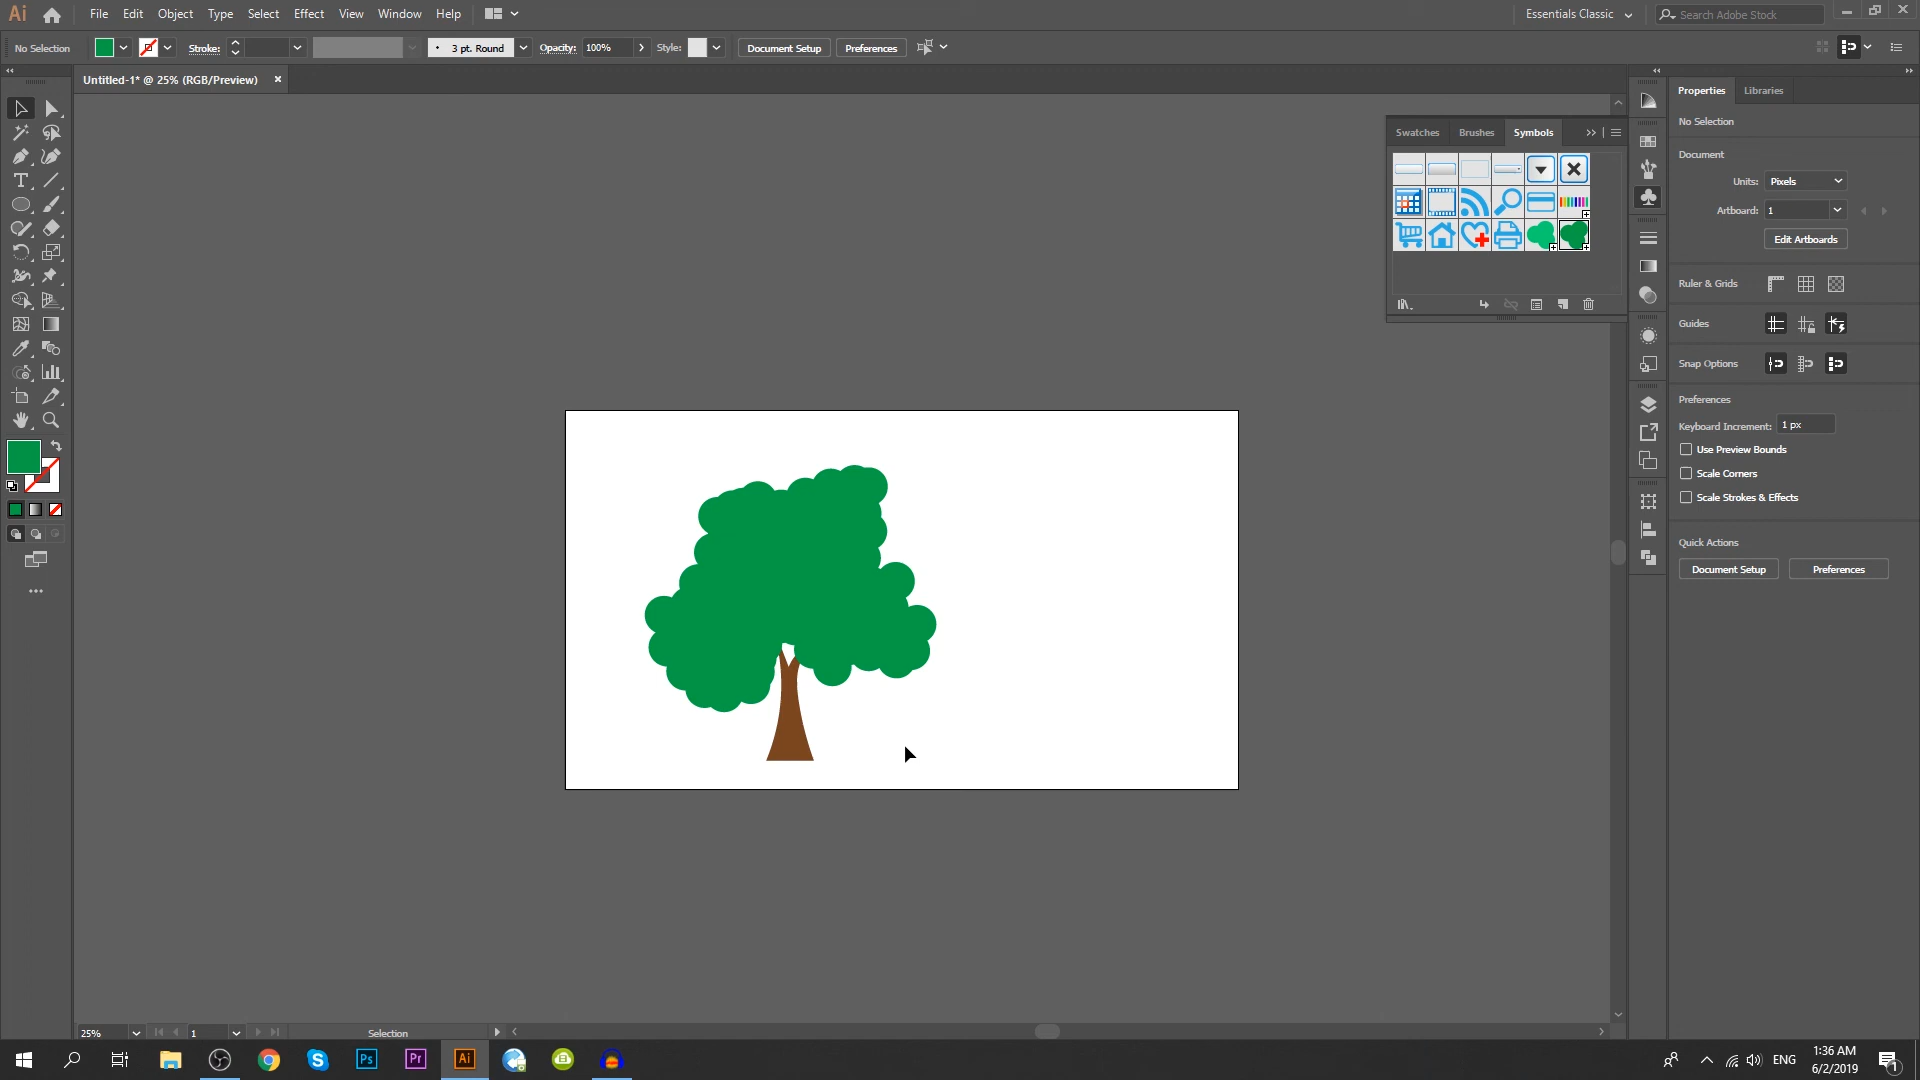 Ai File Edit Object Type Select Effect View Window Help Essentials Classic Search Adobe Stock
No Selection Stroke: 3 pt. Round Opacity: 100% Style: Document Setup Preferences
Untitled-1* @ 25% (RGB/Preview)
Properties Libraries
No Selection
Swatches Brushes Symbols
Document
Units: Pixels
Artboard: 1
Edit Artboards
Ruler & Grids
Guides
Snap Options
Preferences
Keyboard Increment: 1 px
Use Preview Bounds
Scale Corners
Scale Strokes & Effects
Quick Actions
Document Setup Preferences
25% 1 Selection
Ps Pr Ai ENG 1:36 AM
6/2/2019
1